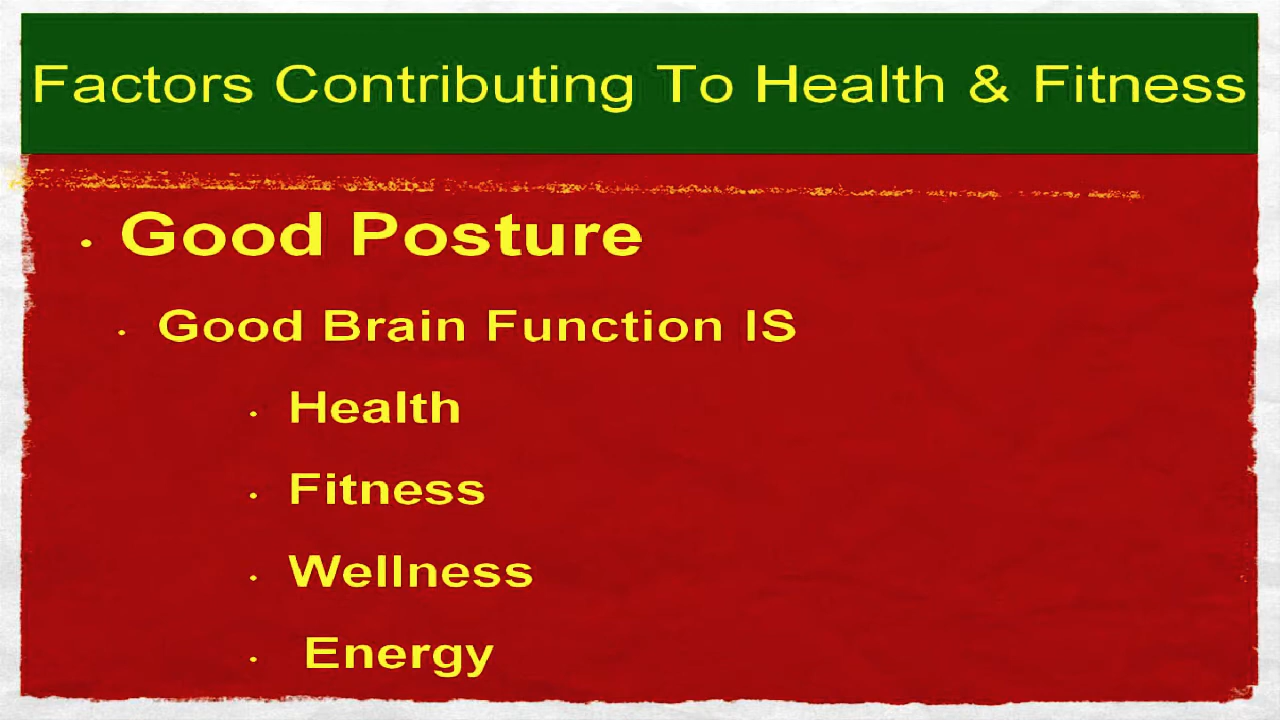 Factors Contributing To Health & Fitness
• Good Posture
• Good Brain Function IS
• Health
• Fitness
• Wellness
• Energy